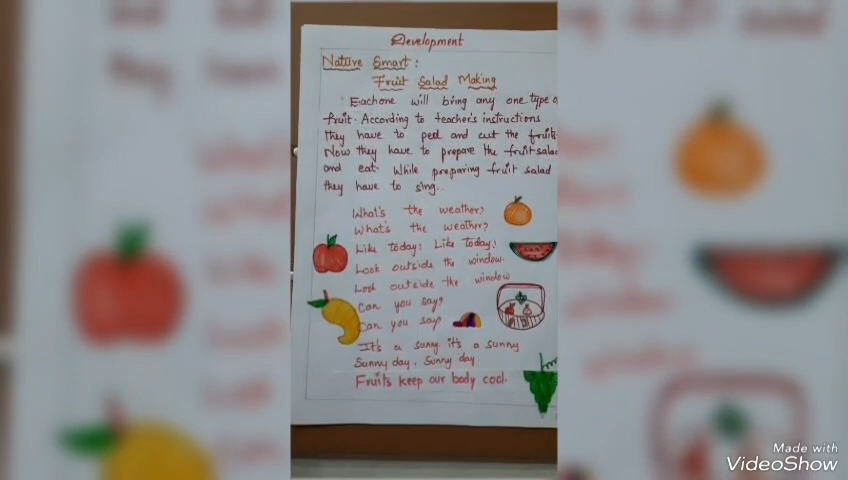 Development
Nature Smart:
Fruit Salad Making
Each one will bring any one type o
fruit. According to teacher's instructions
they have to peel and cut the fruits
Now they have to prepare the fruit salad
and eat. While preparing fruit salad
they have to sing..
What's the weather?
What's the weather?
Like today? Like Today?
Look outside the window.
Look outside the window
Can you say?
Can you say
It's a sunny it's a sunny
Sunny day, Sunny day
Fruits keep our body cool.
Made with
VideoShow